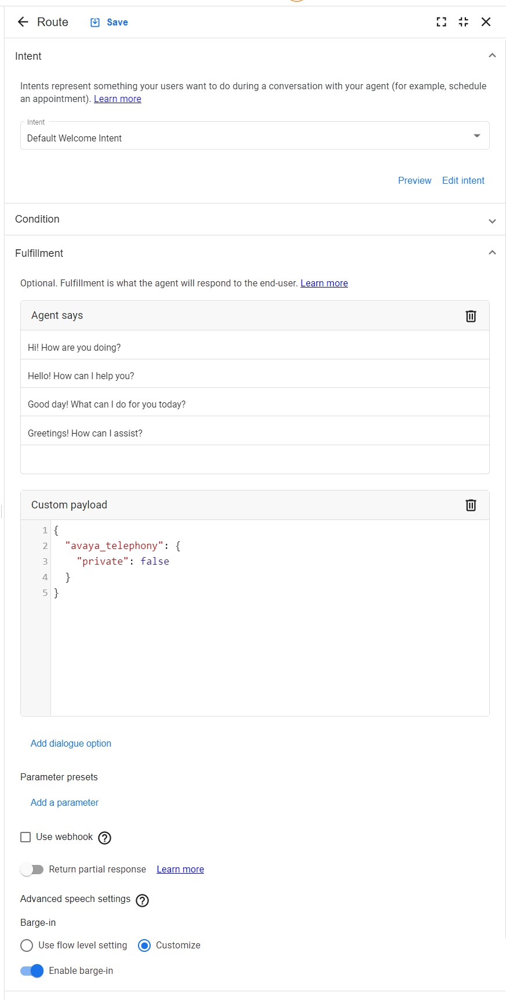 Route Save
Intent
Intents represent something your users want to do during a conversation with your agent (for example, schedule
an appointment). Learn more
Intent
Default Welcome Intent
Preview Edit intent
Condition
Fulfillment
Optional. Fulfillment is what the agent will respond to the end-user. Learn more
Agent says
Hi! How are you doing?
Hello! How can I help you?
Good day! What can I do for you today?
Greetings! How can I assist?
Custom payload
1 {
2   "avaya_telephony": {
3     "private": false
4   }
5 }
Add dialogue option
Parameter presets
Add a parameter
Use webhook
Return partial response Learn more
Advanced speech settings
Barge-in
Use flow level setting Customize
Enable barge-in